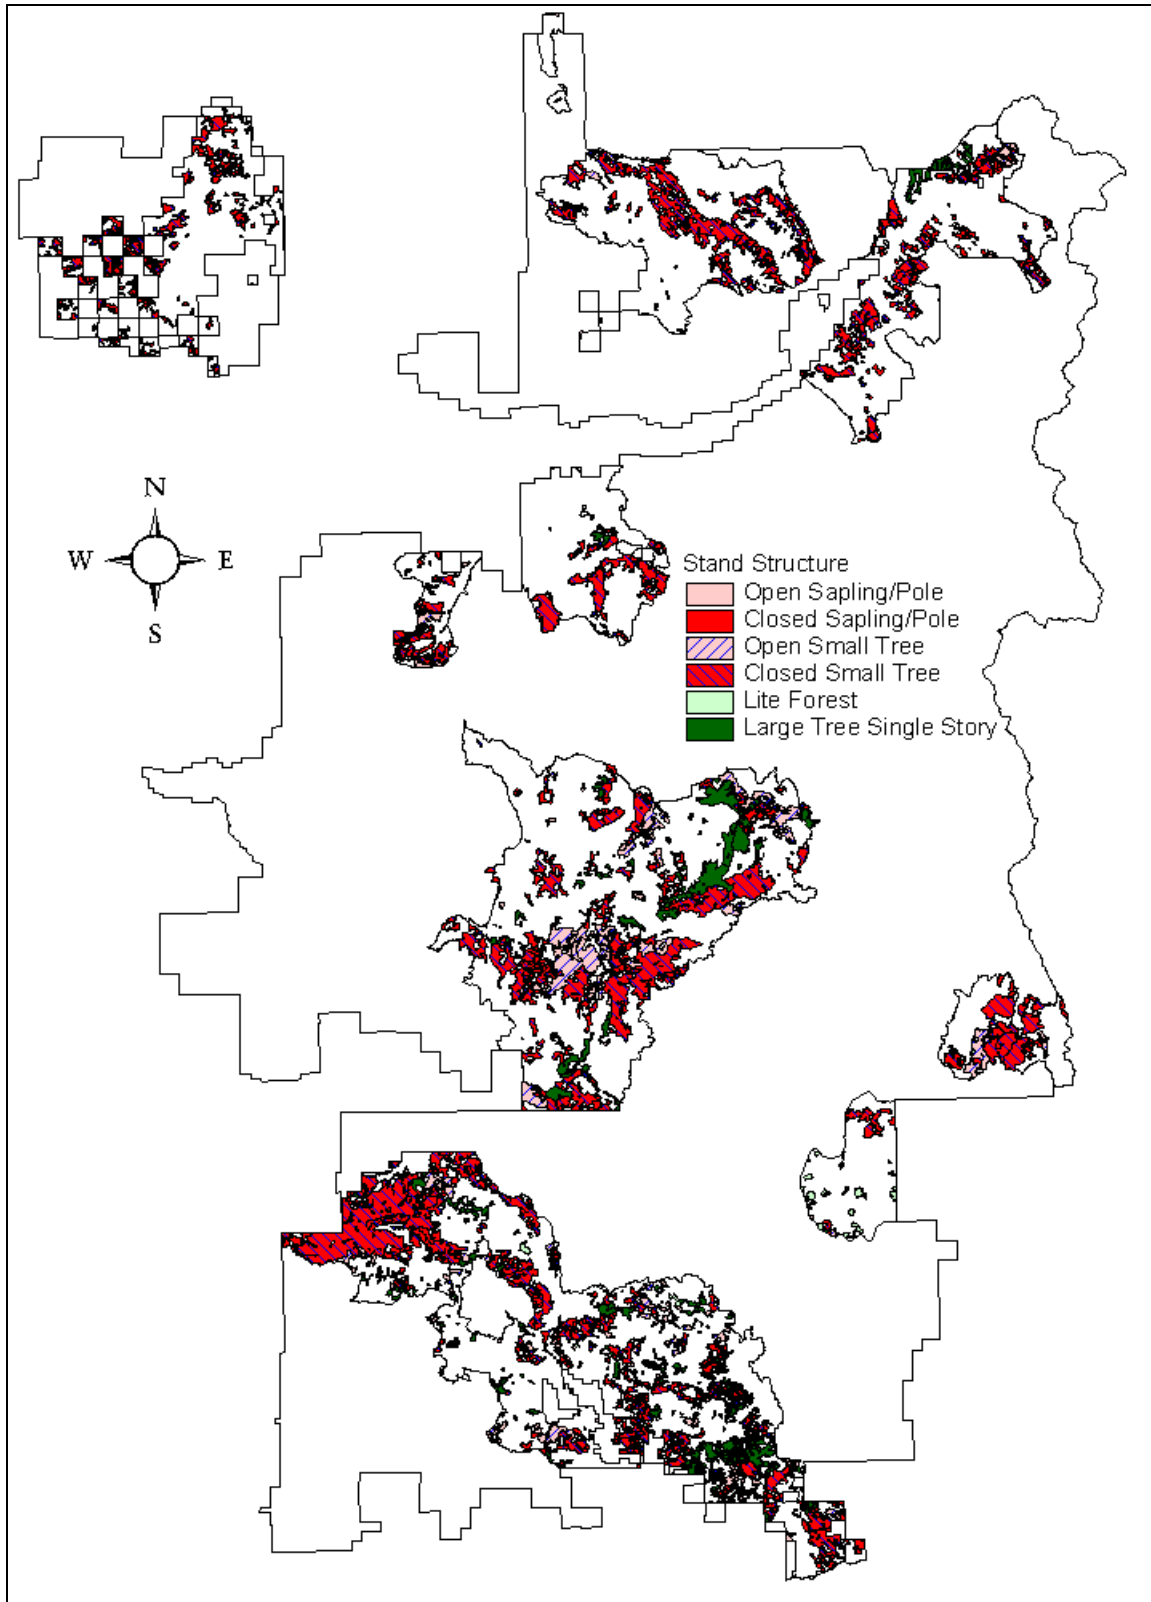 N
W E
S
Stand Structure
Open Sapling/Pole
Closed Sapling/Pole
Open Small Tree
Closed Small Tree
Lite Forest
Large Tree Single Story